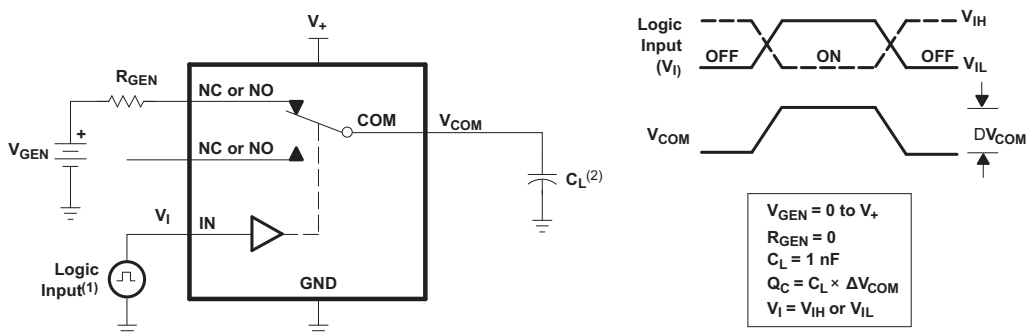 V+
RGEN
NC or NO
COM
VCOM
+
VGEN
NC or NO
CL(2)
VI
IN
Logic
Input(1)
GND
Logic
Input
(VI)
OFF
ON
OFF
VIH
VIL
VCOM
DVCOM
VGEN = 0 to V+
RGEN = 0
CL = 1 nF
QC = CL × ΔVCOM
VI = VIH or VIL